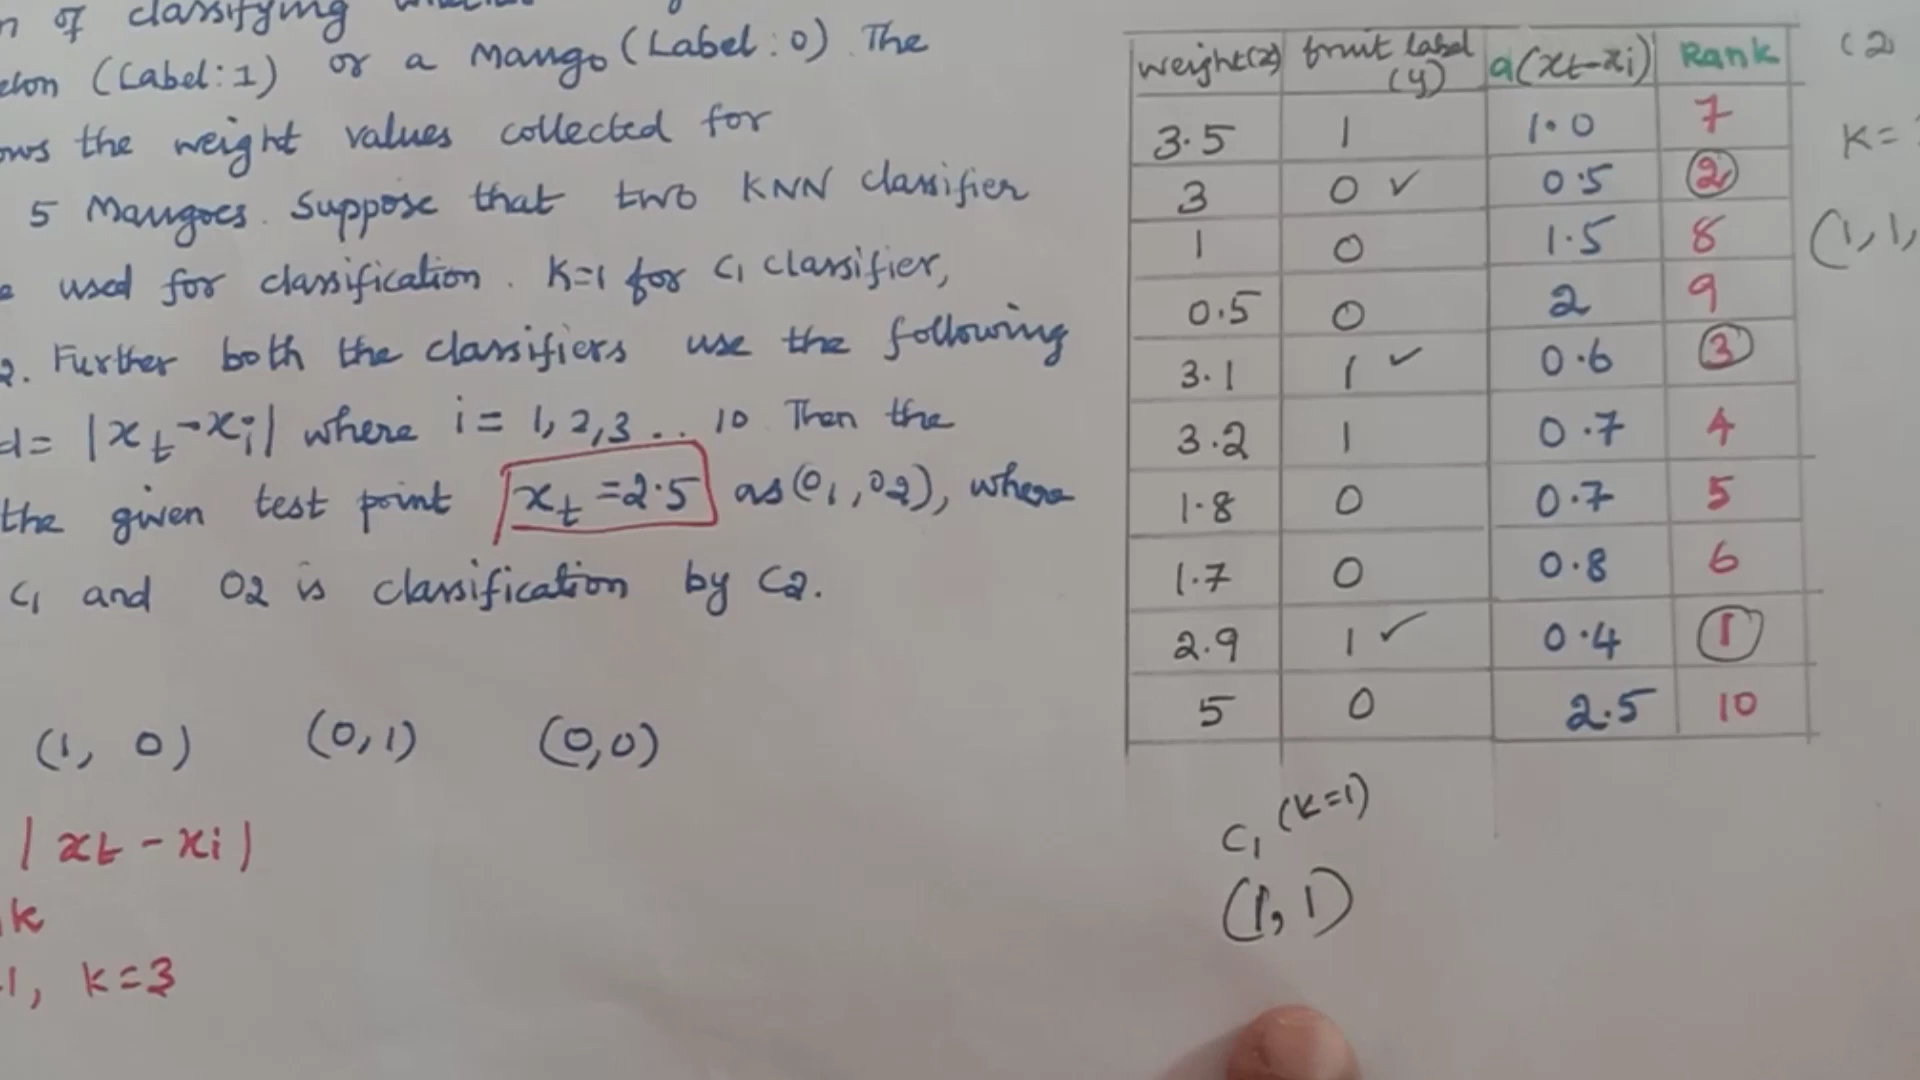 of classifying
(Label:1) or a Mango (Label:0) The
the weight values collected for
5 Mangoes. Suppose that two KNN classifier
used for classification. K=1 for C1 classifier,
2. Further both the classifiers use the following
d= |xt-xi| where i= 1,2,3 .. 10 Then the
the given test point xt=2.5 as (O1,O2), where
C1 and O2 is classification by C2.
(1, 0) (0,1) (0,0)
|xt-xi|
k=3
weight(x) fruit label (y) d(xt-xi) Rank
3.5 1 1.0 7
3 0 ✓ 0.5 2
1 0 1.5 8
0.5 0 2 9
3.1 1 ✓ 0.6 3
3.2 1 0.7 4
1.8 0 0.7 5
1.7 0 0.8 6
2.9 1 ✓ 0.4 1
5 0 2.5 10
C1 (k=1)
(1,1)
C2
k=
(1,1,